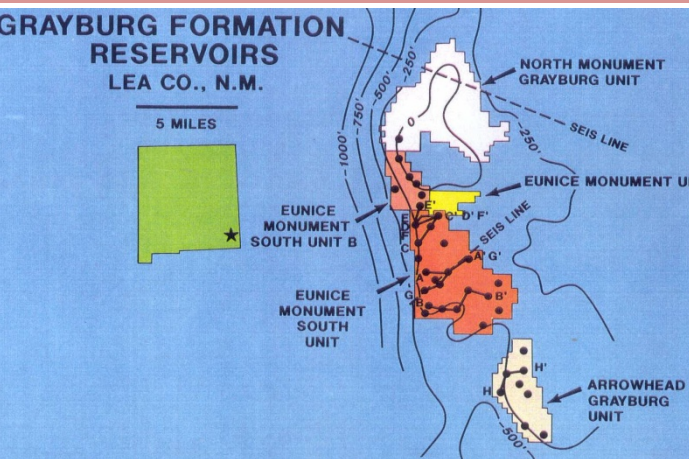 GRAYBURG FORMATION
RESERVOIRS
LEA CO., N.M.
5 MILES
-1000'
-750'
-500'
-250'
0
NORTH MONUMENT
GRAYBURG UNIT
SEIS LINE
-250'
EUNICE MONUMENT U
EUNICE
MONUMENT
SOUTH UNIT B
E'
E
D
F
C
C' D' F'
SEIS LINE
A' G'
A
G
B
B'
EUNICE
MONUMENT
SOUTH
UNIT
H'
H
ARROWHEAD
GRAYBURG
UNIT
-500'